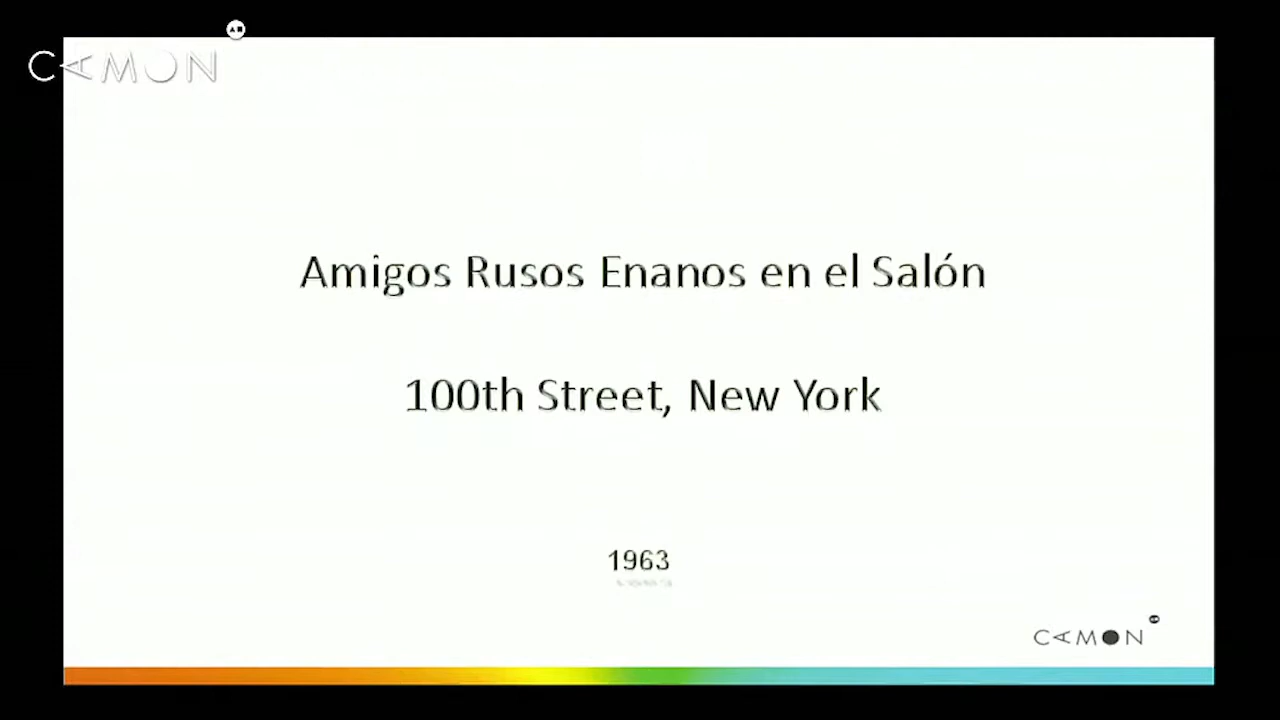 CAMON
Amigos Rusos Enanos en el Salón
100th Street, New York
1963
CAMON